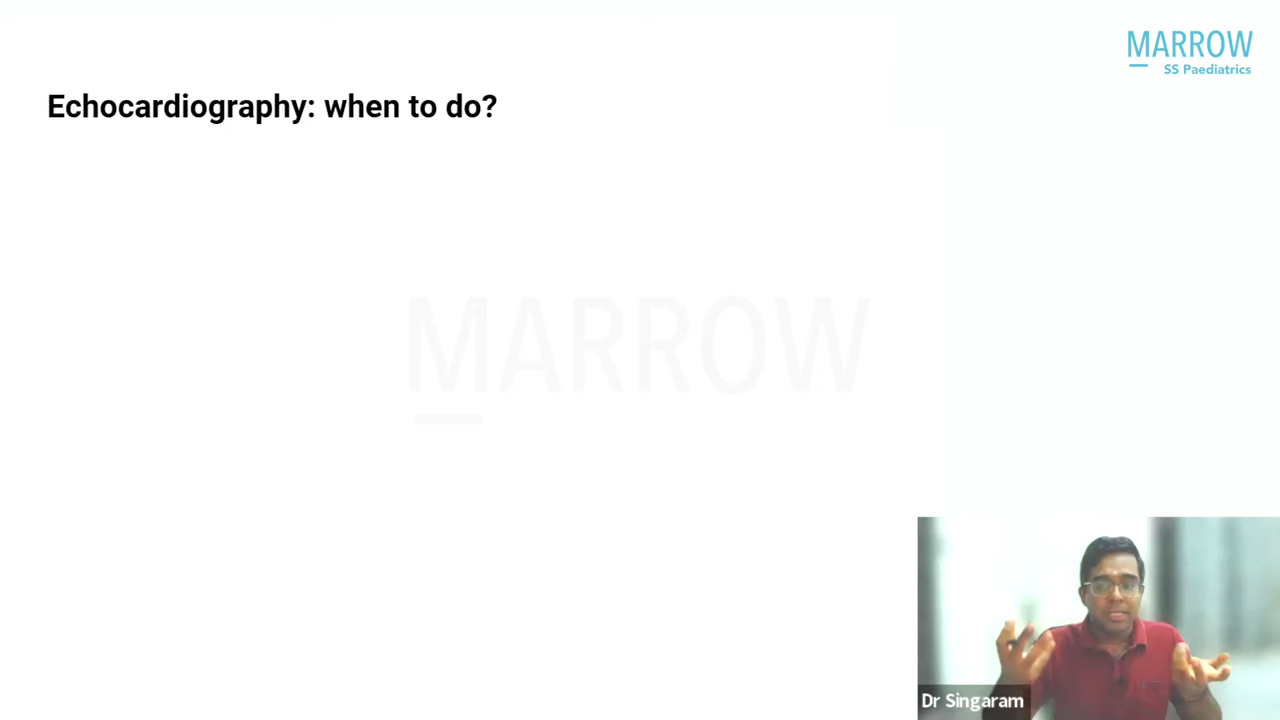 MARROW
SS Paediatrics
Echocardiography: when to do?
MARROW
Dr Singaram